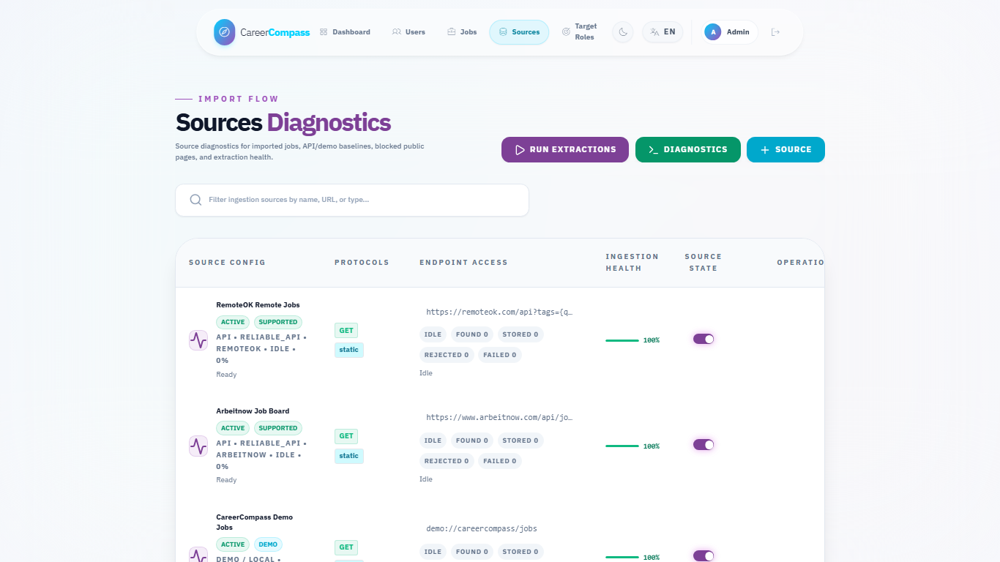 CareerCompass
Dashboard
Users
Jobs
Sources
Target
Roles
EN
A
Admin
IMPORT FLOW
Sources Diagnostics
Source diagnostics for imported jobs, API/demo baselines, blocked public
pages, and extraction health.
RUN EXTRACTIONS
DIAGNOSTICS
SOURCE
Filter ingestion sources by name, URL, or type...
SOURCE CONFIG
PROTOCOLS
ENDPOINT ACCESS
INGESTION
HEALTH
SOURCE
STATE
OPERATIO
RemoteOK Remote Jobs
ACTIVE SUPPORTED
API • RELIABLE_API •
REMOTEOK • IDLE •
0%
Ready
GET
static
https://remoteok.com/api?tags={q…
IDLE FOUND 0 STORED 0
REJECTED 0 FAILED 0
Idle
100%
Arbeitnow Job Board
ACTIVE SUPPORTED
API • RELIABLE_API •
ARBEITNOW • IDLE •
0%
Ready
GET
static
https://www.arbeitnow.com/api/jo…
IDLE FOUND 0 STORED 0
REJECTED 0 FAILED 0
Idle
100%
CareerCompass Demo
Jobs
ACTIVE DEMO
DEMO / LOCAL •
GET
demo://careercompass/jobs
IDLE FOUND 0 STORED 0
100%